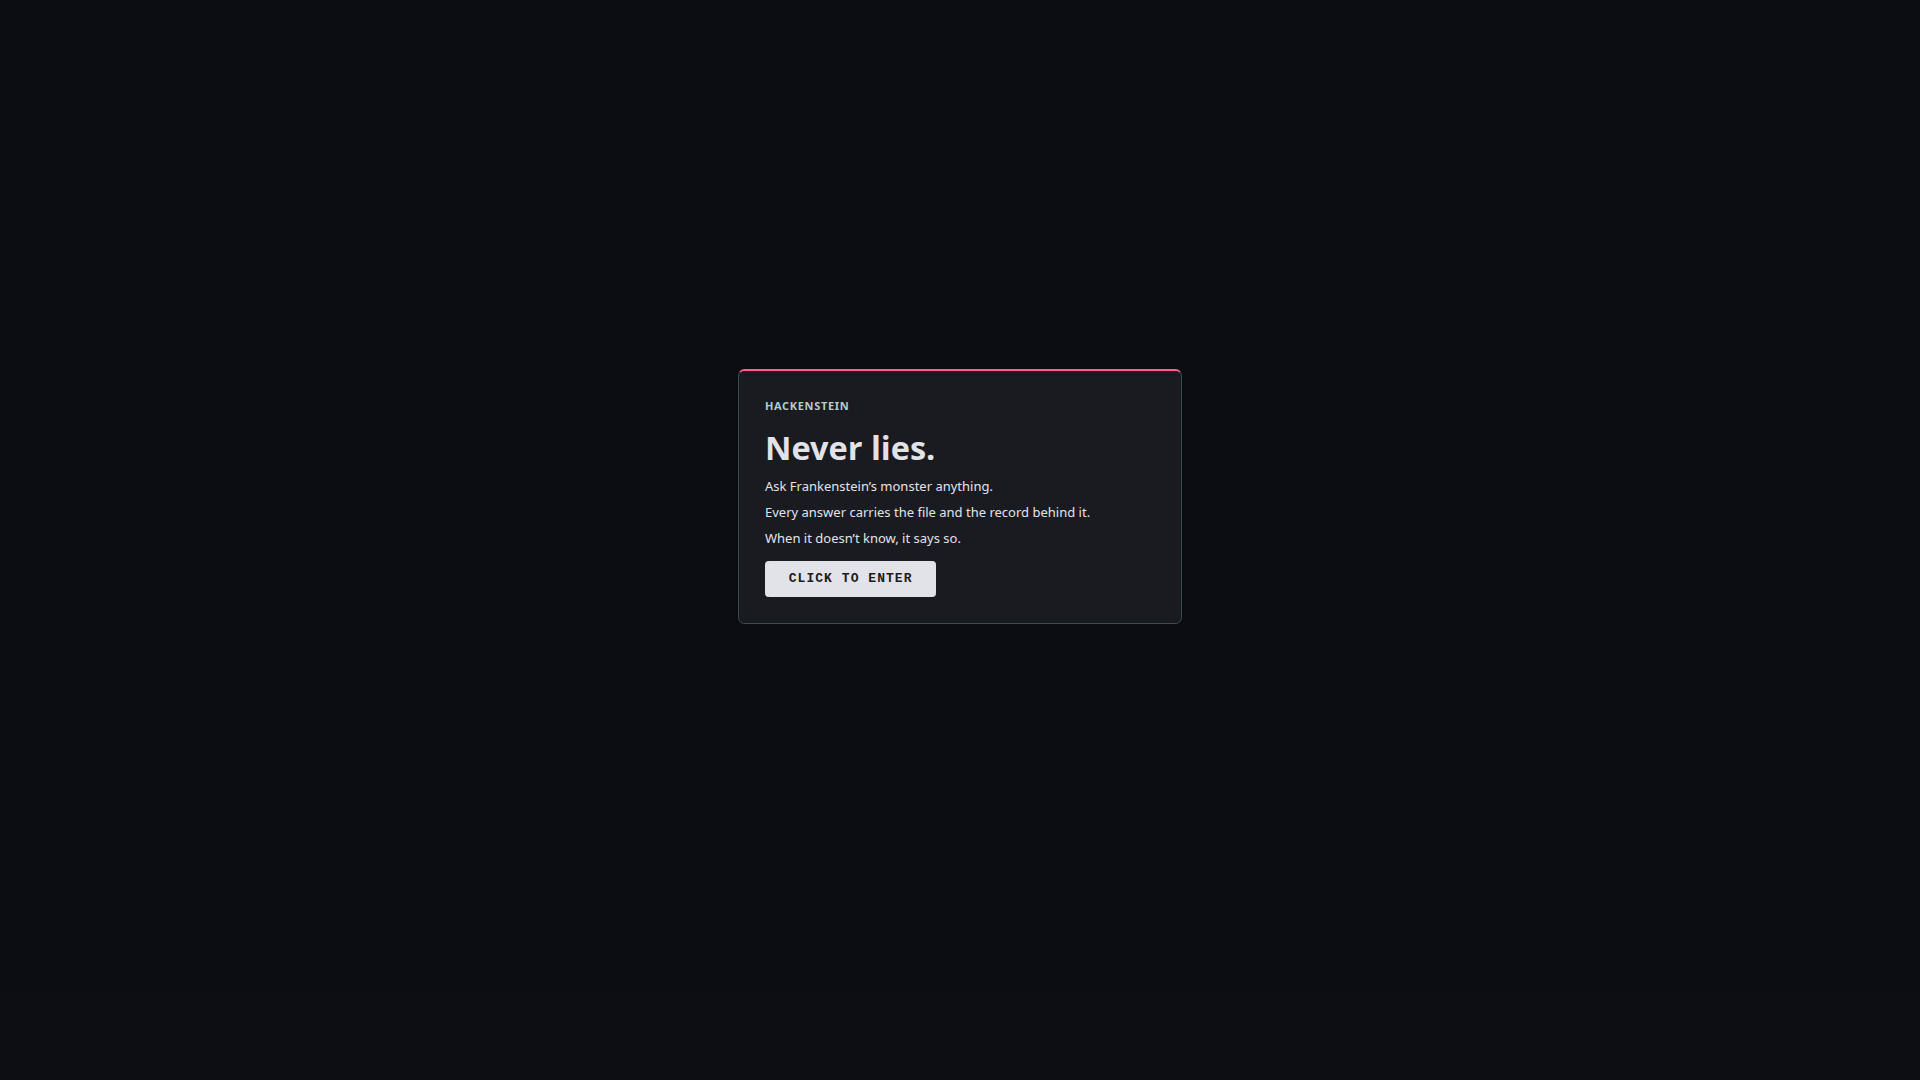 HACKENSTEIN
Never lies.
Ask Frankenstein’s monster anything.
Every answer carries the file and the record behind it.
When it doesn’t know, it says so.
CLICK TO ENTER